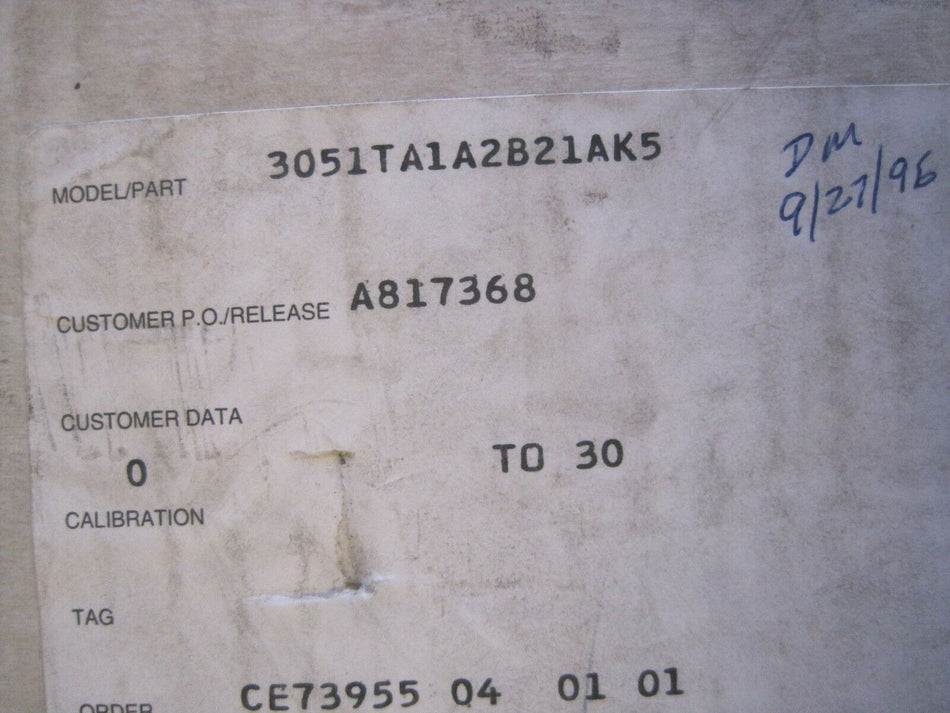 MODEL/PART 3051TA1A2B21AK5
DM
9/27/96
CUSTOMER P.O./RELEASE A817368
CUSTOMER DATA
0 TO 30
CALIBRATION
TAG
ORDER CE73955 04 01 01